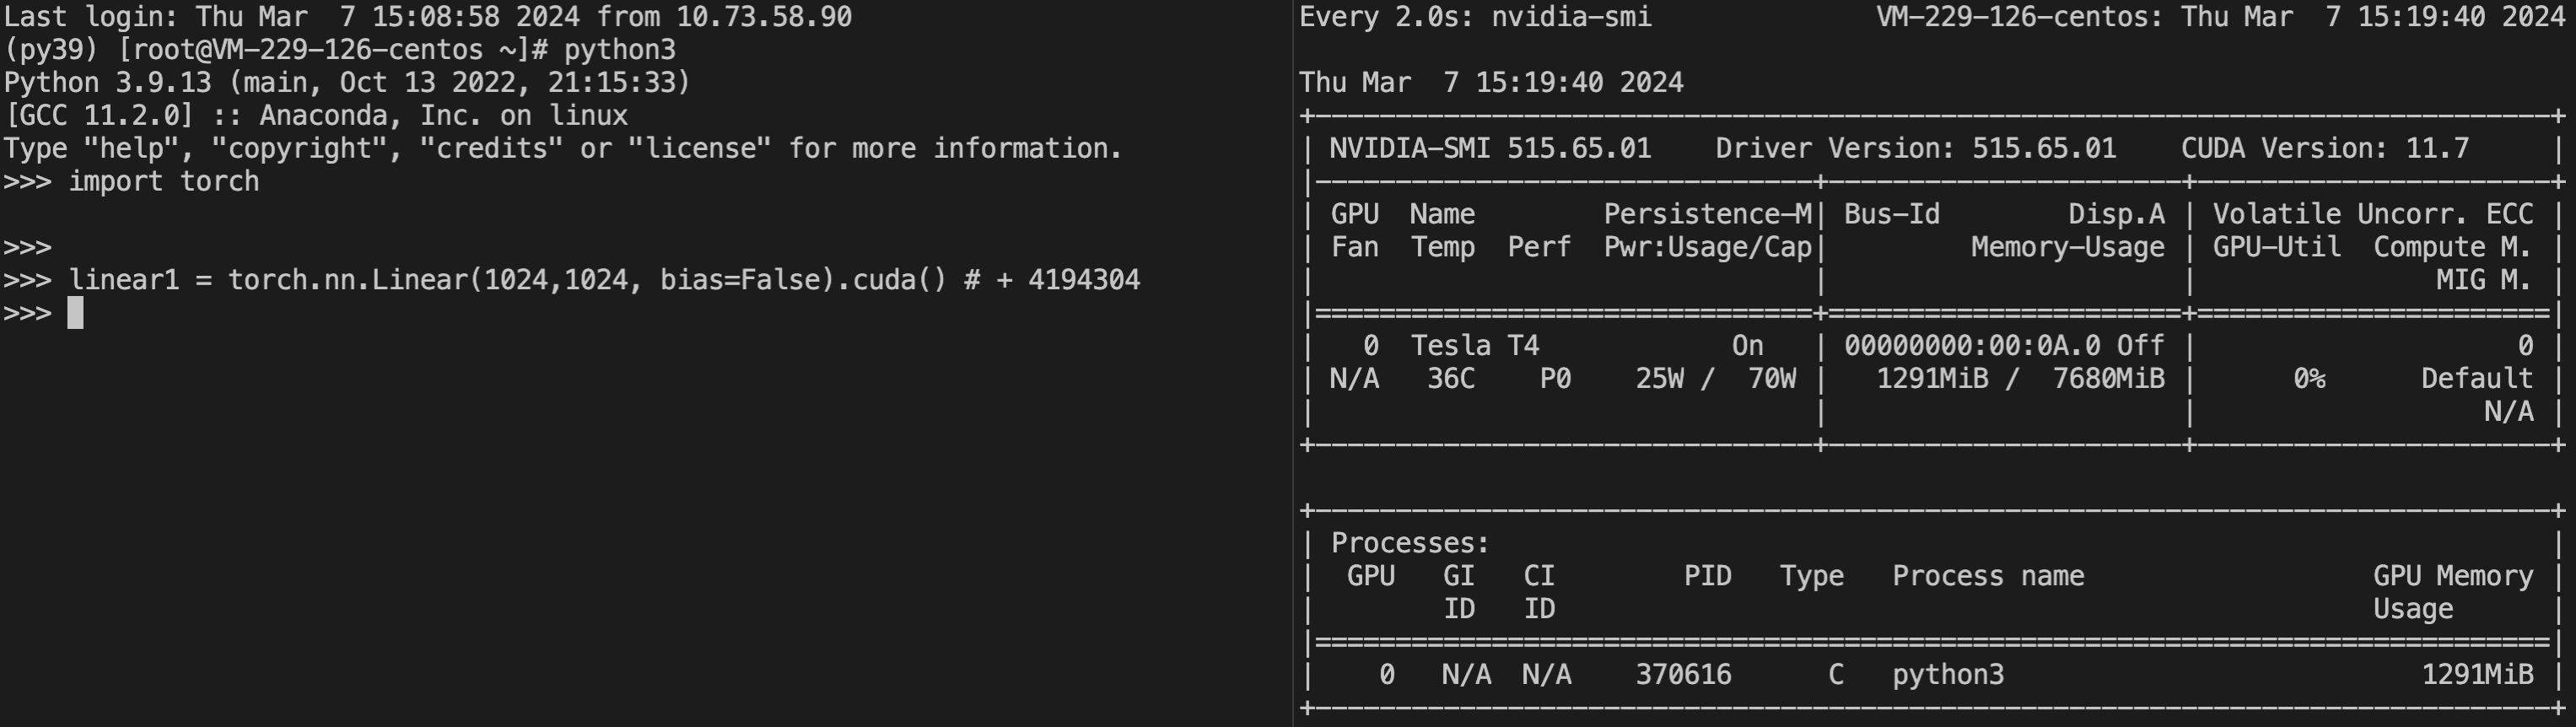 Last login: Thu Mar  7 15:08:58 2024 from 10.73.58.90
(py39) [root@VM-229-126-centos ~]# python3
Python 3.9.13 (main, Oct 13 2022, 21:15:33)
[GCC 11.2.0] :: Anaconda, Inc. on linux
Type "help", "copyright", "credits" or "license" for more information.
>>> import torch
>>>
>>> linear1 = torch.nn.Linear(1024,1024, bias=False).cuda() # + 4194304
>>>
Every 2.0s: nvidia-smi              VM-229-126-centos: Thu Mar  7 15:19:40 2024
Thu Mar  7 15:19:40 2024
+-----------------------------------------------------------------------------+
| NVIDIA-SMI 515.65.01    Driver Version: 515.65.01    CUDA Version: 11.7     |
|-------------------------------+----------------------+----------------------+
| GPU  Name        Persistence-M| Bus-Id        Disp.A | Volatile Uncorr. ECC |
| Fan  Temp  Perf  Pwr:Usage/Cap|         Memory-Usage | GPU-Util  Compute M. |
|                               |                      |               MIG M. |
|===============================+======================+======================|
|   0  Tesla T4            On   | 00000000:00:0A.0 Off |                    0 |
| N/A   36C    P0    25W /  70W |   1291MiB /  7680MiB |      0%      Default |
|                               |                      |                  N/A |
+-------------------------------+----------------------+----------------------+
+-----------------------------------------------------------------------------+
| Processes:                                                                  |
|  GPU   GI   CI        PID   Type   Process name                  GPU Memory |
|        ID   ID                                                   Usage      |
|=============================================================================|
|    0   N/A  N/A    370616      C   python3                          1291MiB |
+-----------------------------------------------------------------------------+